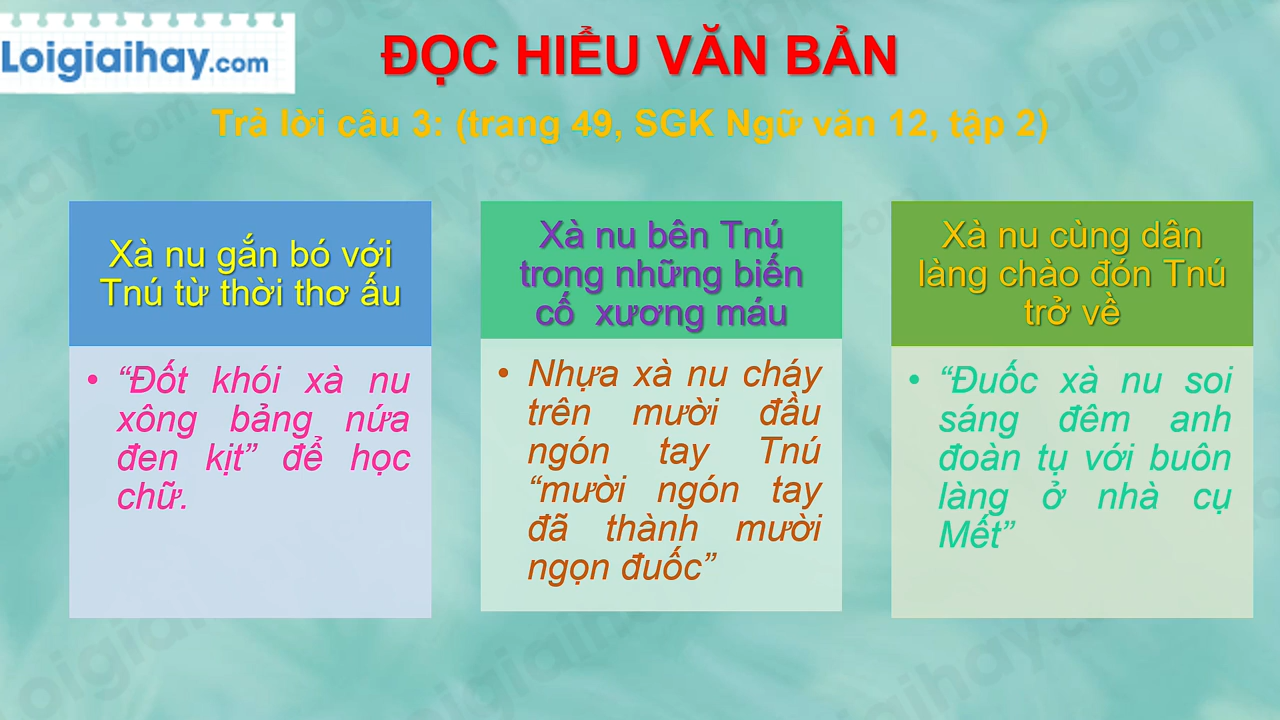 Loigiaihay.com
ĐỌC HIỂU VĂN BẢN
Trả lời câu 3: (trang 49, SGK Ngữ văn 12, tập 2)
Xà nu gắn bó với
Tnú từ thời thơ ấu
• “Đốt khói xà nu
xông bảng nứa
đen kịt” để học
chữ.
Xà nu bên Tnú
trong những biến
cố xương máu
• Nhựa xà nu cháy
trên mười đầu
ngón tay Tnú
“mười ngón tay
đã thành mười
ngọn đuốc”
Xà nu cùng dân
làng chào đón Tnú
trở về
• “Đuốc xà nu soi
sáng đêm anh
đoàn tụ với buôn
làng ở nhà cụ
Mết”